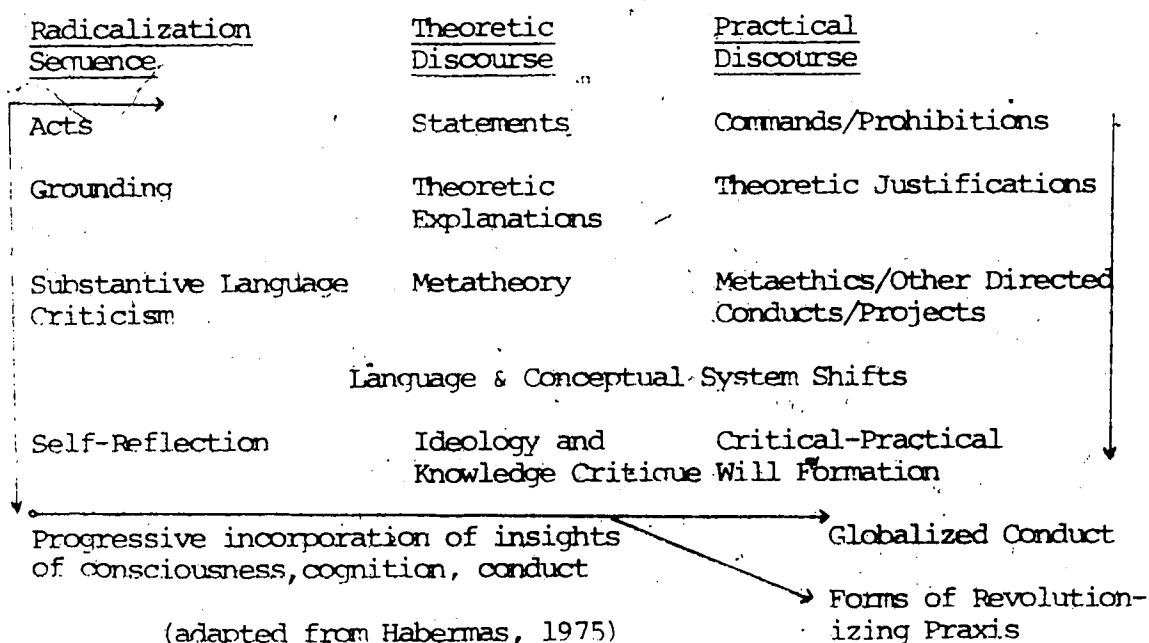 Radicalization Theoretic Practical
Sequence Discourse Discourse
Acts Statements Commands/Prohibitions
Grounding Theoretic Theoretic Justifications
Explanations
Substantive Language Metatheory Metaethics/Other Directed
Criticism Conducts/Projects
Language & Conceptual System Shifts
Self-Reflection Ideology and Critical-Practical
Knowledge Critique Will Formation
Progressive incorporation of insights Globalized Conduct
of consciousness, cognition, conduct
Forms of Revolution-
(adapted from Habermas, 1975) izing Praxis